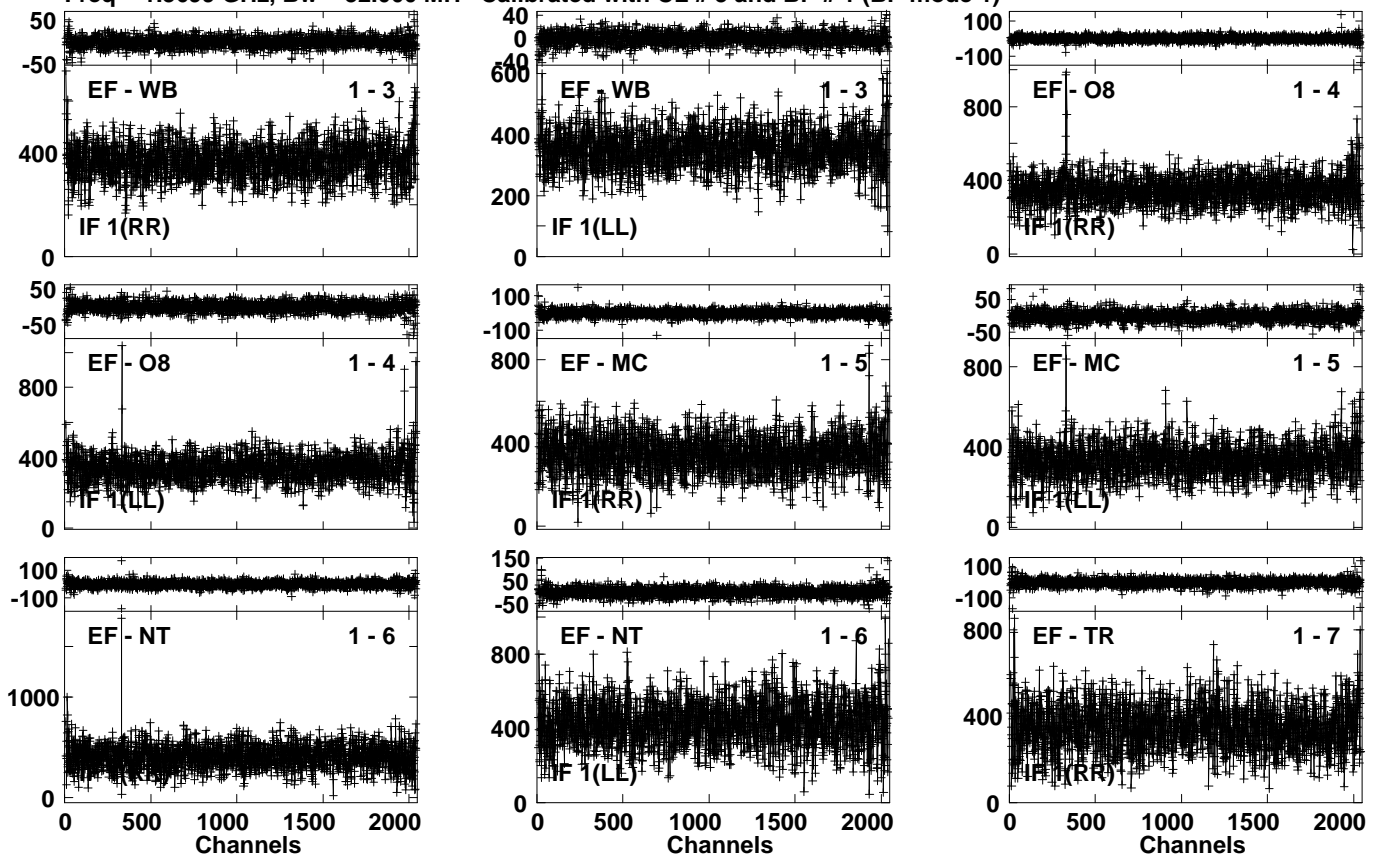 50
-50
EF - WB 1 - 3
400
IF 1(RR)
0
40
0
-40
600
EF - WB 1 - 3
400
200
IF 1(LL)
0
100
-100
EF - O8 1 - 4
800
400
IF 1(RR)
0
50
-50
EF - O8 1 - 4
800
400
IF 1(LL)
0
100
-100
EF - MC 1 - 5
800
400
IF 1(RR)
0
50
-50
EF - MC 1 - 5
800
400
IF 1(LL)
0
100
-100
EF - NT 1 - 6
1000
0
0 500 1000 1500 2000
Channels
150
50
-50
EF - NT 1 - 6
800
400
IF 1(LL)
0
0 500 1000 1500 2000
Channels
100
-100
EF - TR 1 - 7
800
400
IF 1(RR)
0
0 500 1000 1500 2000
Channels